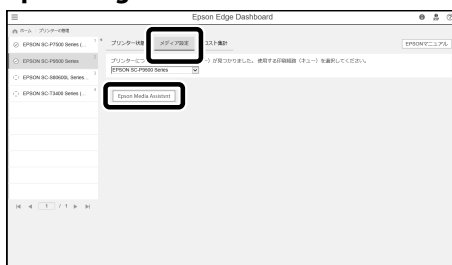 Epson Edge Dashboard
ホーム プリンターの管理
EPSON SC-P7500 Series (...
EPSON SC-P9500 Series
EPSON SC-S80600L Series...
EPSON SC-T3400 Series (...
プリンター状態 メディア設定 コスト集計
EPSONマニュアル
が見つかりました。使用する印刷経路（キュー）を選択してください。
EPSON SC-P9500 Series
Epson Media Assistant
1 / 1